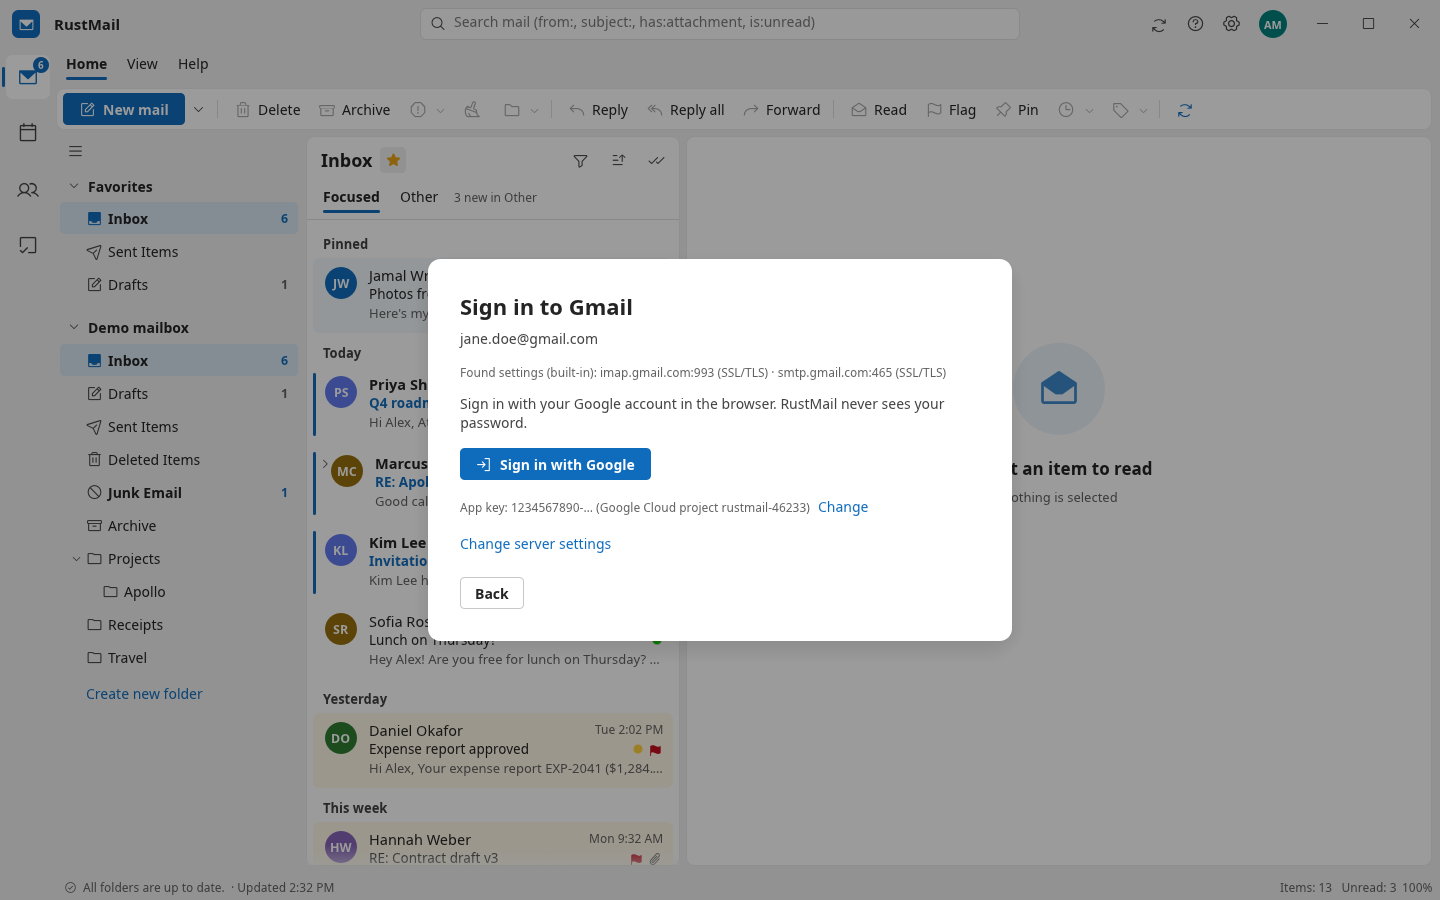 RustMail
Search mail (from:, subject:, has:attachment, is:unread)
AM
6
Home
View
Help
New mail
Delete
Archive
Reply
Reply all
Forward
Read
Flag
Pin
Favorites
Inbox 6
Sent Items
Drafts 1
Demo mailbox
Inbox 6
Drafts 1
Sent Items
Deleted Items
Junk Email 1
Archive
Projects
Apollo
Receipts
Travel
Create new folder
Inbox
Focused
Other
3 new in Other
Pinned
JW
Jamal Wr
Photos fr
Here's my
Today
PS
Priya Sh
Q4 roadn
Hi Alex, At
MC
Marcus
RE: Apol
Good cal
KL
Kim Lee
Invitatio
Kim Lee h
SR
Sofia Ros
Lunch on Thursday?
Hey Alex! Are you free for lunch on Thursday? ...
Yesterday
DO
Daniel Okafor
Tue 2:02 PM
Expense report approved
Hi Alex, Your expense report EXP-2041 ($1,284....
This week
HW
Hannah Weber
Mon 9:32 AM
RE: Contract draft v3
Sign in to Gmail
jane.doe@gmail.com
Found settings (built-in): imap.gmail.com:993 (SSL/TLS) · smtp.gmail.com:465 (SSL/TLS)
Sign in with your Google account in the browser. RustMail never sees your
password.
Sign in with Google
App key: 1234567890-... (Google Cloud project rustmail-46233) Change
Change server settings
Back
t an item to read
othing is selected
All folders are up to date. · Updated 2:32 PM
Items: 13 Unread: 3 100%